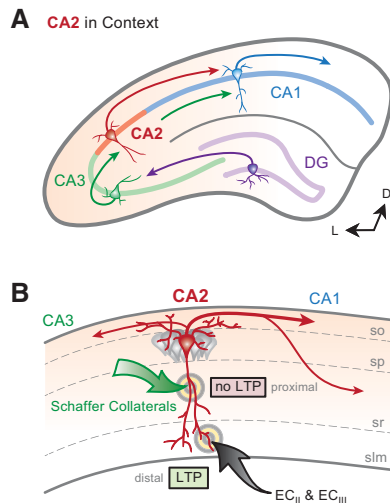 A CA2 in Context
CA1
CA2
CA3
DG
D
L
B
CA2
CA3
CA1
so
sp
no LTP proximal
Schaffer Collaterals
sr
slm
distal LTP
EC_II & EC_III